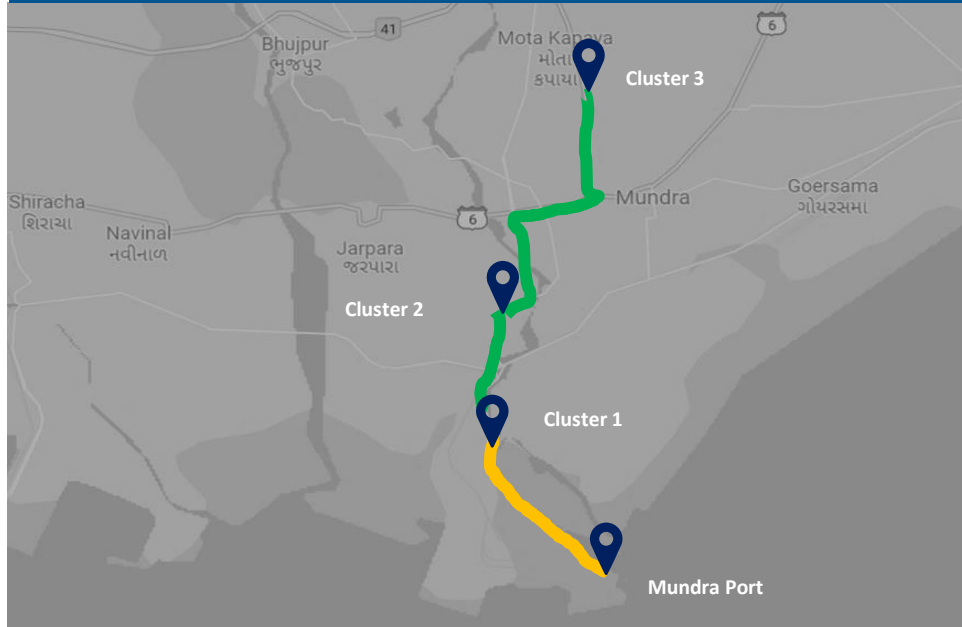 41
6
Bhujpur
ભુજપુર
Mota Kapaya
મોતા
કપાયા
Cluster 3
Shiracha
શિરાચા
Navinal
નવીનાળ
6
Mundra
Goersama
ગોયરસમા
Jarpara
જરપારા
Cluster 2
Cluster 1
Mundra Port